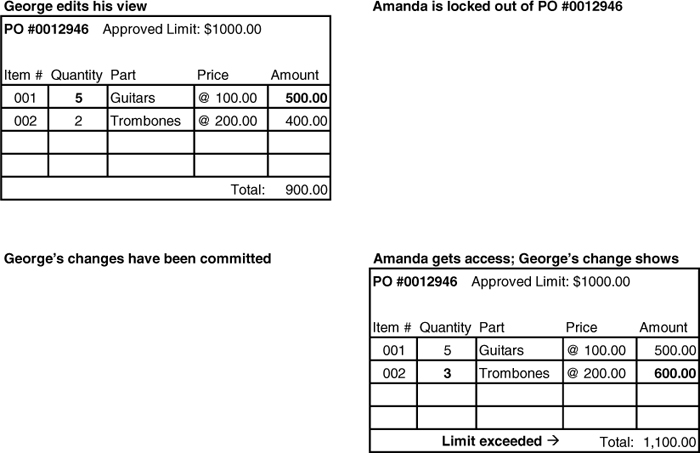 George edits his view
PO #0012946 Approved Limit: $1000.00
Item # Quantity Part Price Amount
001 5 Guitars @ 100.00 500.00
002 2 Trombones @ 200.00 400.00
Total: 900.00
Amanda is locked out of PO #0012946
George’s changes have been committed
Amanda gets access; George’s change shows
PO #0012946 Approved Limit: $1000.00
Item # Quantity Part Price Amount
001 5 Guitars @ 100.00 500.00
002 3 Trombones @ 200.00 600.00
Limit exceeded → Total: 1,100.00